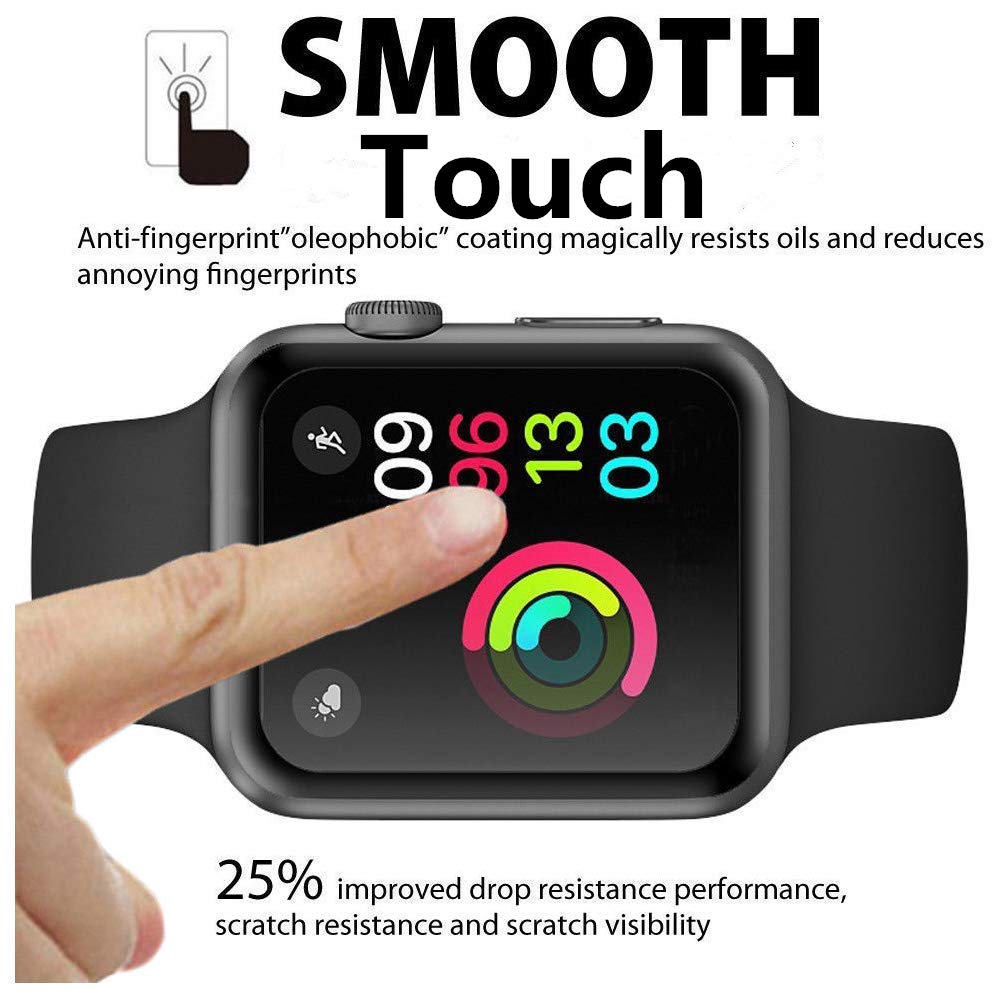 SMOOTH
Touch
Anti-fingerprint”oleophobic” coating magically resists oils and reduces
annoying fingerprints
09
96
13
03
25% improved drop resistance performance,
scratch resistance and scratch visibility